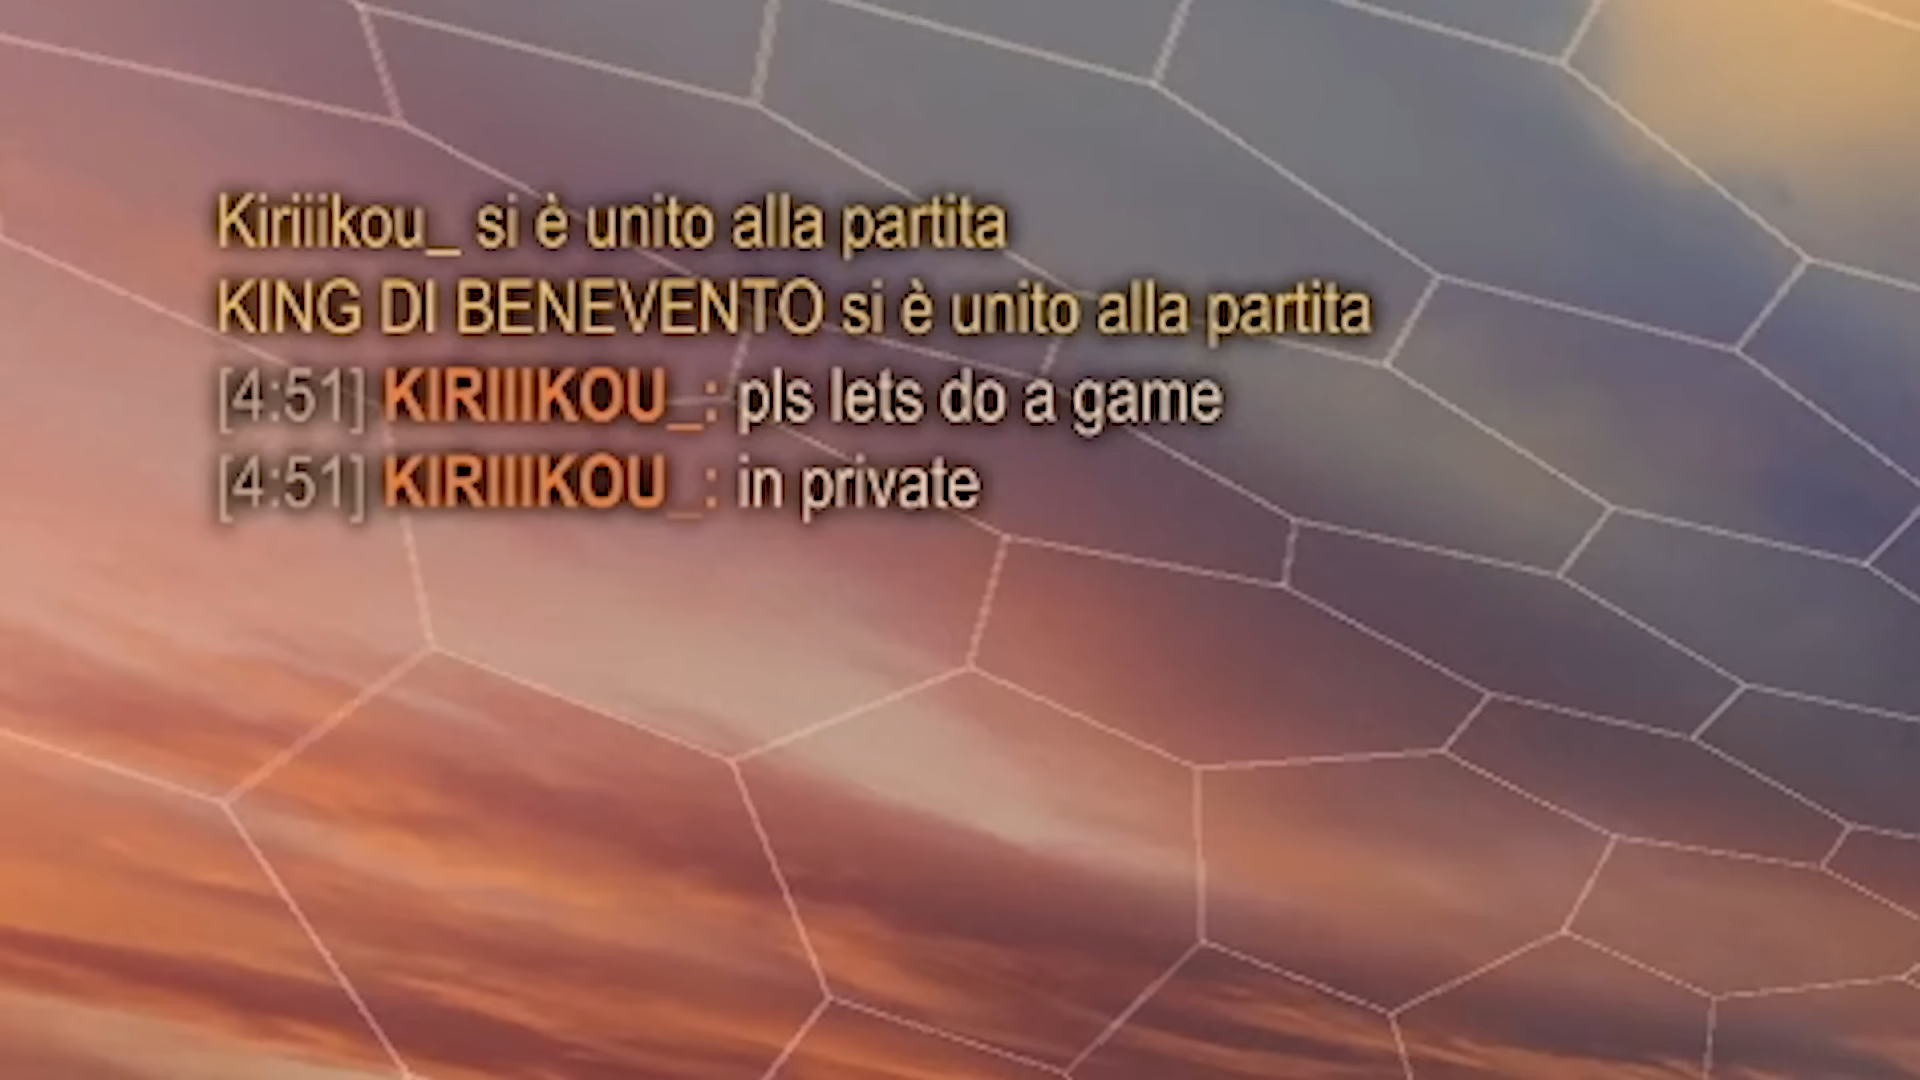 Kiriiikou_ si è unito alla partita
KING DI BENEVENTO si è unito alla partita
[4:51] KIRIIIKOU_: pls lets do a game
[4:51] KIRIIIKOU_: in private